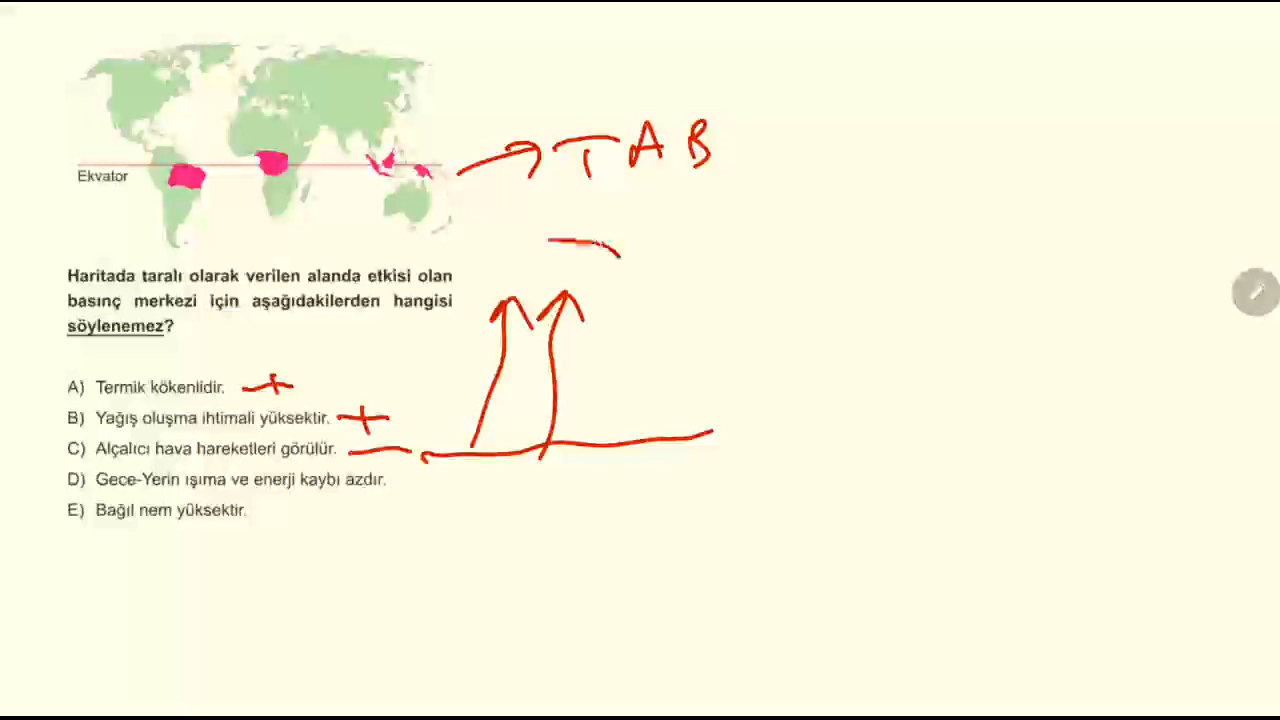 Ekvator
TAB
Haritada taralı olarak verilen alanda etkisi olan
basınç merkezi için aşağıdakilerden hangisi
söylenemez?
A) Termik kökenlidir. +
B) Yağış oluşma ihtimali yüksektir. +
C) Alçalıcı hava hareketleri görülür. —
D) Gece-Yerin ışıma ve enerji kaybı azdır.
E) Bağıl nem yüksektir.